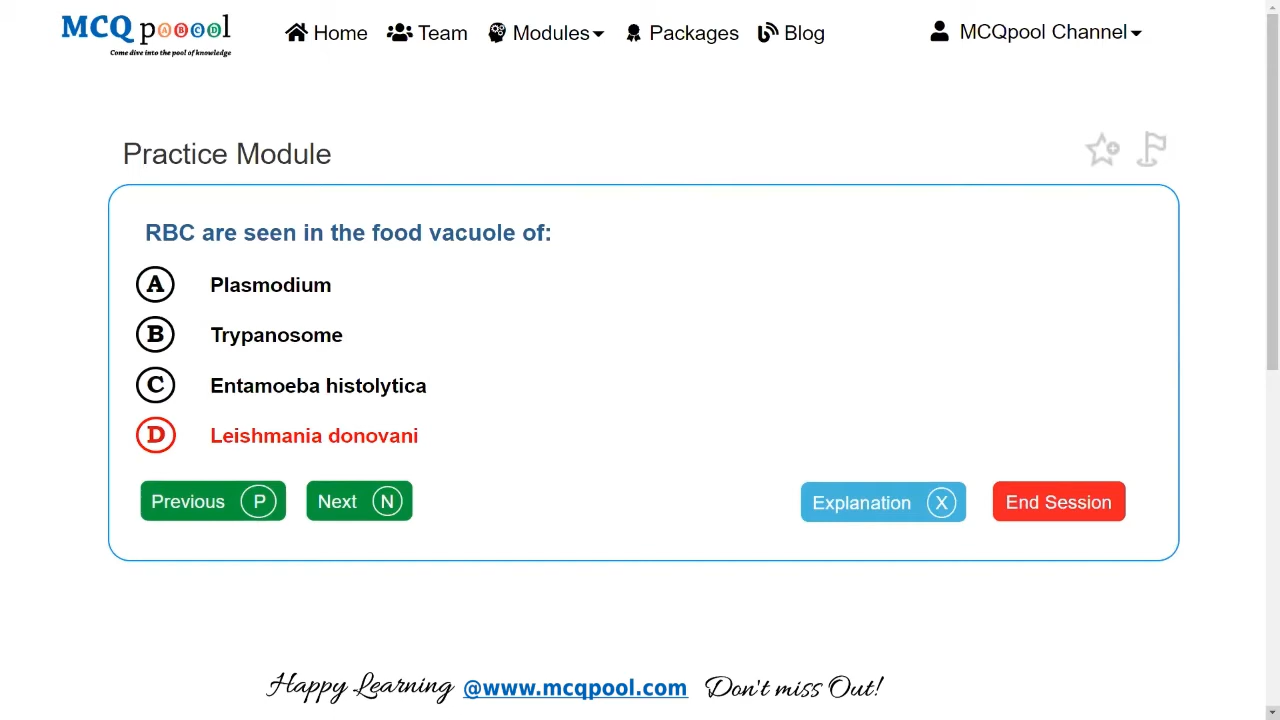 MCQ pooool
A B C D
Come dive into the pool of knowledge
Home Team Modules Packages Blog MCQpool Channel
Practice Module
RBC are seen in the food vacuole of:
A Plasmodium
B Trypanosome
C Entamoeba histolytica
D Leishmania donovani
Previous P Next N Explanation X End Session
Happy Learning @www.mcqpool.com Don't miss Out!